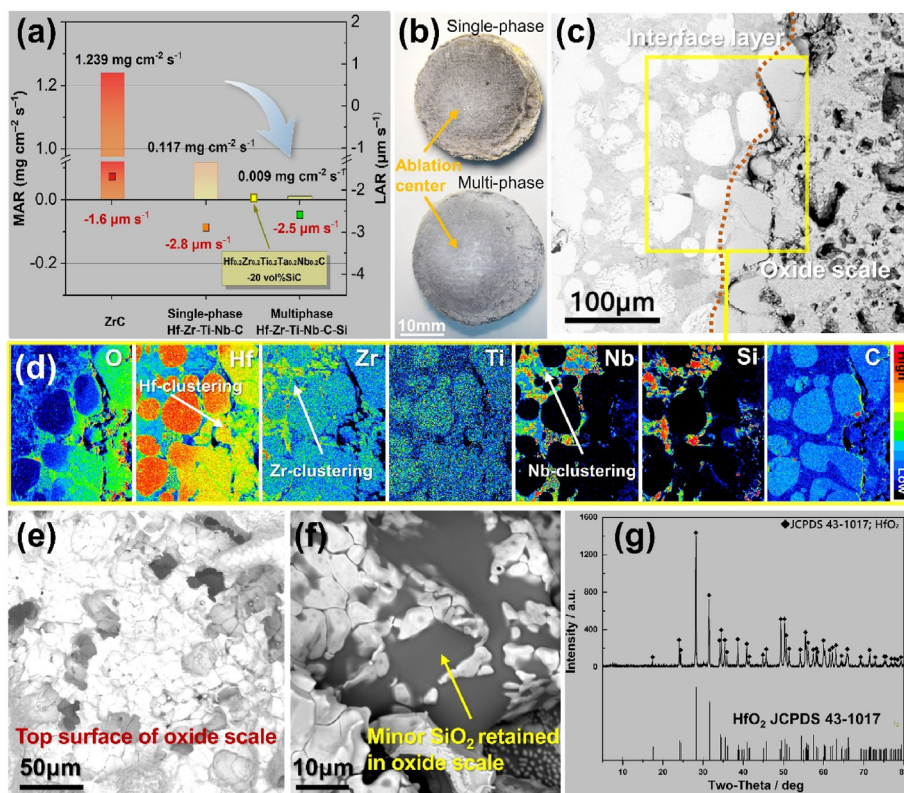 (a)
1.239 mg cm⁻² s⁻¹
0.117 mg cm⁻² s⁻¹
0.009 mg cm⁻² s⁻¹
-1.6 μm s⁻¹
-2.8 μm s⁻¹
-2.5 μm s⁻¹
Hf₀.₂Zr₀.₂Ti₀.₂Ta₀.₂Nb₀.₂C
-20 vol%SiC
MAR (mg cm⁻² s⁻¹)
1.2
1.0
0.0
-0.2
LAR (μm s⁻¹)
2
1
0
-1
-2
-3
-4
ZrC
Single-phase
Hf-Zr-Ti-Nb-C
Multiphase
Hf-Zr-Ti-Nb-C-Si
(b)
Single-phase
Ablation
center
Multi-phase
10mm
(c)
Interface layer
Oxide scale
100μm
(d)
O
Hf
Zr
Ti
Nb
Si
C
Hf-clustering
Zr-clustering
Nb-clustering
High
Low
(e)
Top surface of oxide scale
50μm
(f)
Minor SiO₂ retained
in oxide scale
10μm
(g)
◆JCPDS 43-1017; HfO₂
Intensity / a.u.
1600
1200
800
400
0
HfO₂ JCPDS 43-1017
10 20 30 40 50 60 70 80
Two-Theta / deg